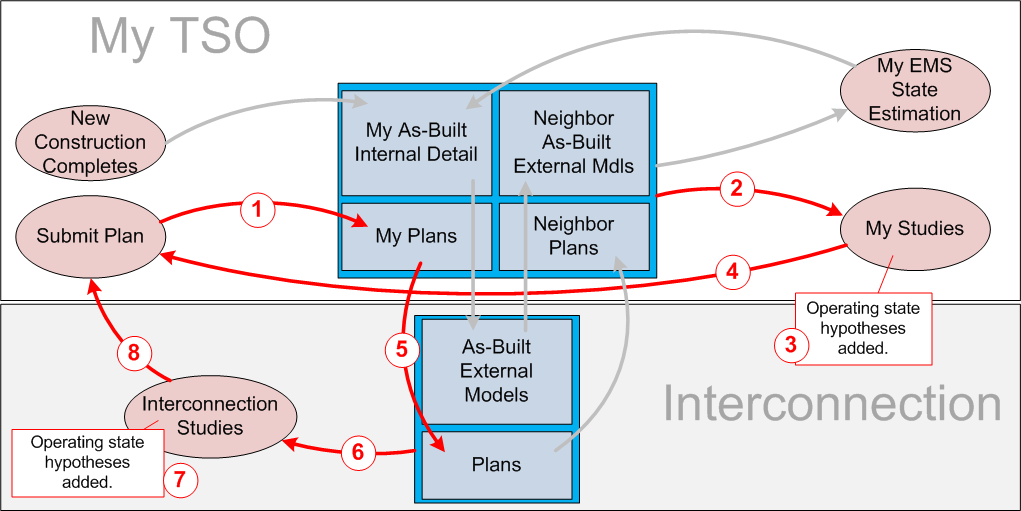 My TSO
New
Construction
Completes
My As-Built
Internal Detail
Neighbor
As-Built
External Mdls
My EMS
State
Estimation
Submit Plan
1
My Plans
Neighbor
Plans
2
My Studies
4
Operating state
hypotheses
added.
3
5
As-Built
External
Models
Interconnection
8
Interconnection
Studies
Operating state
hypotheses
added.
7
6
Plans